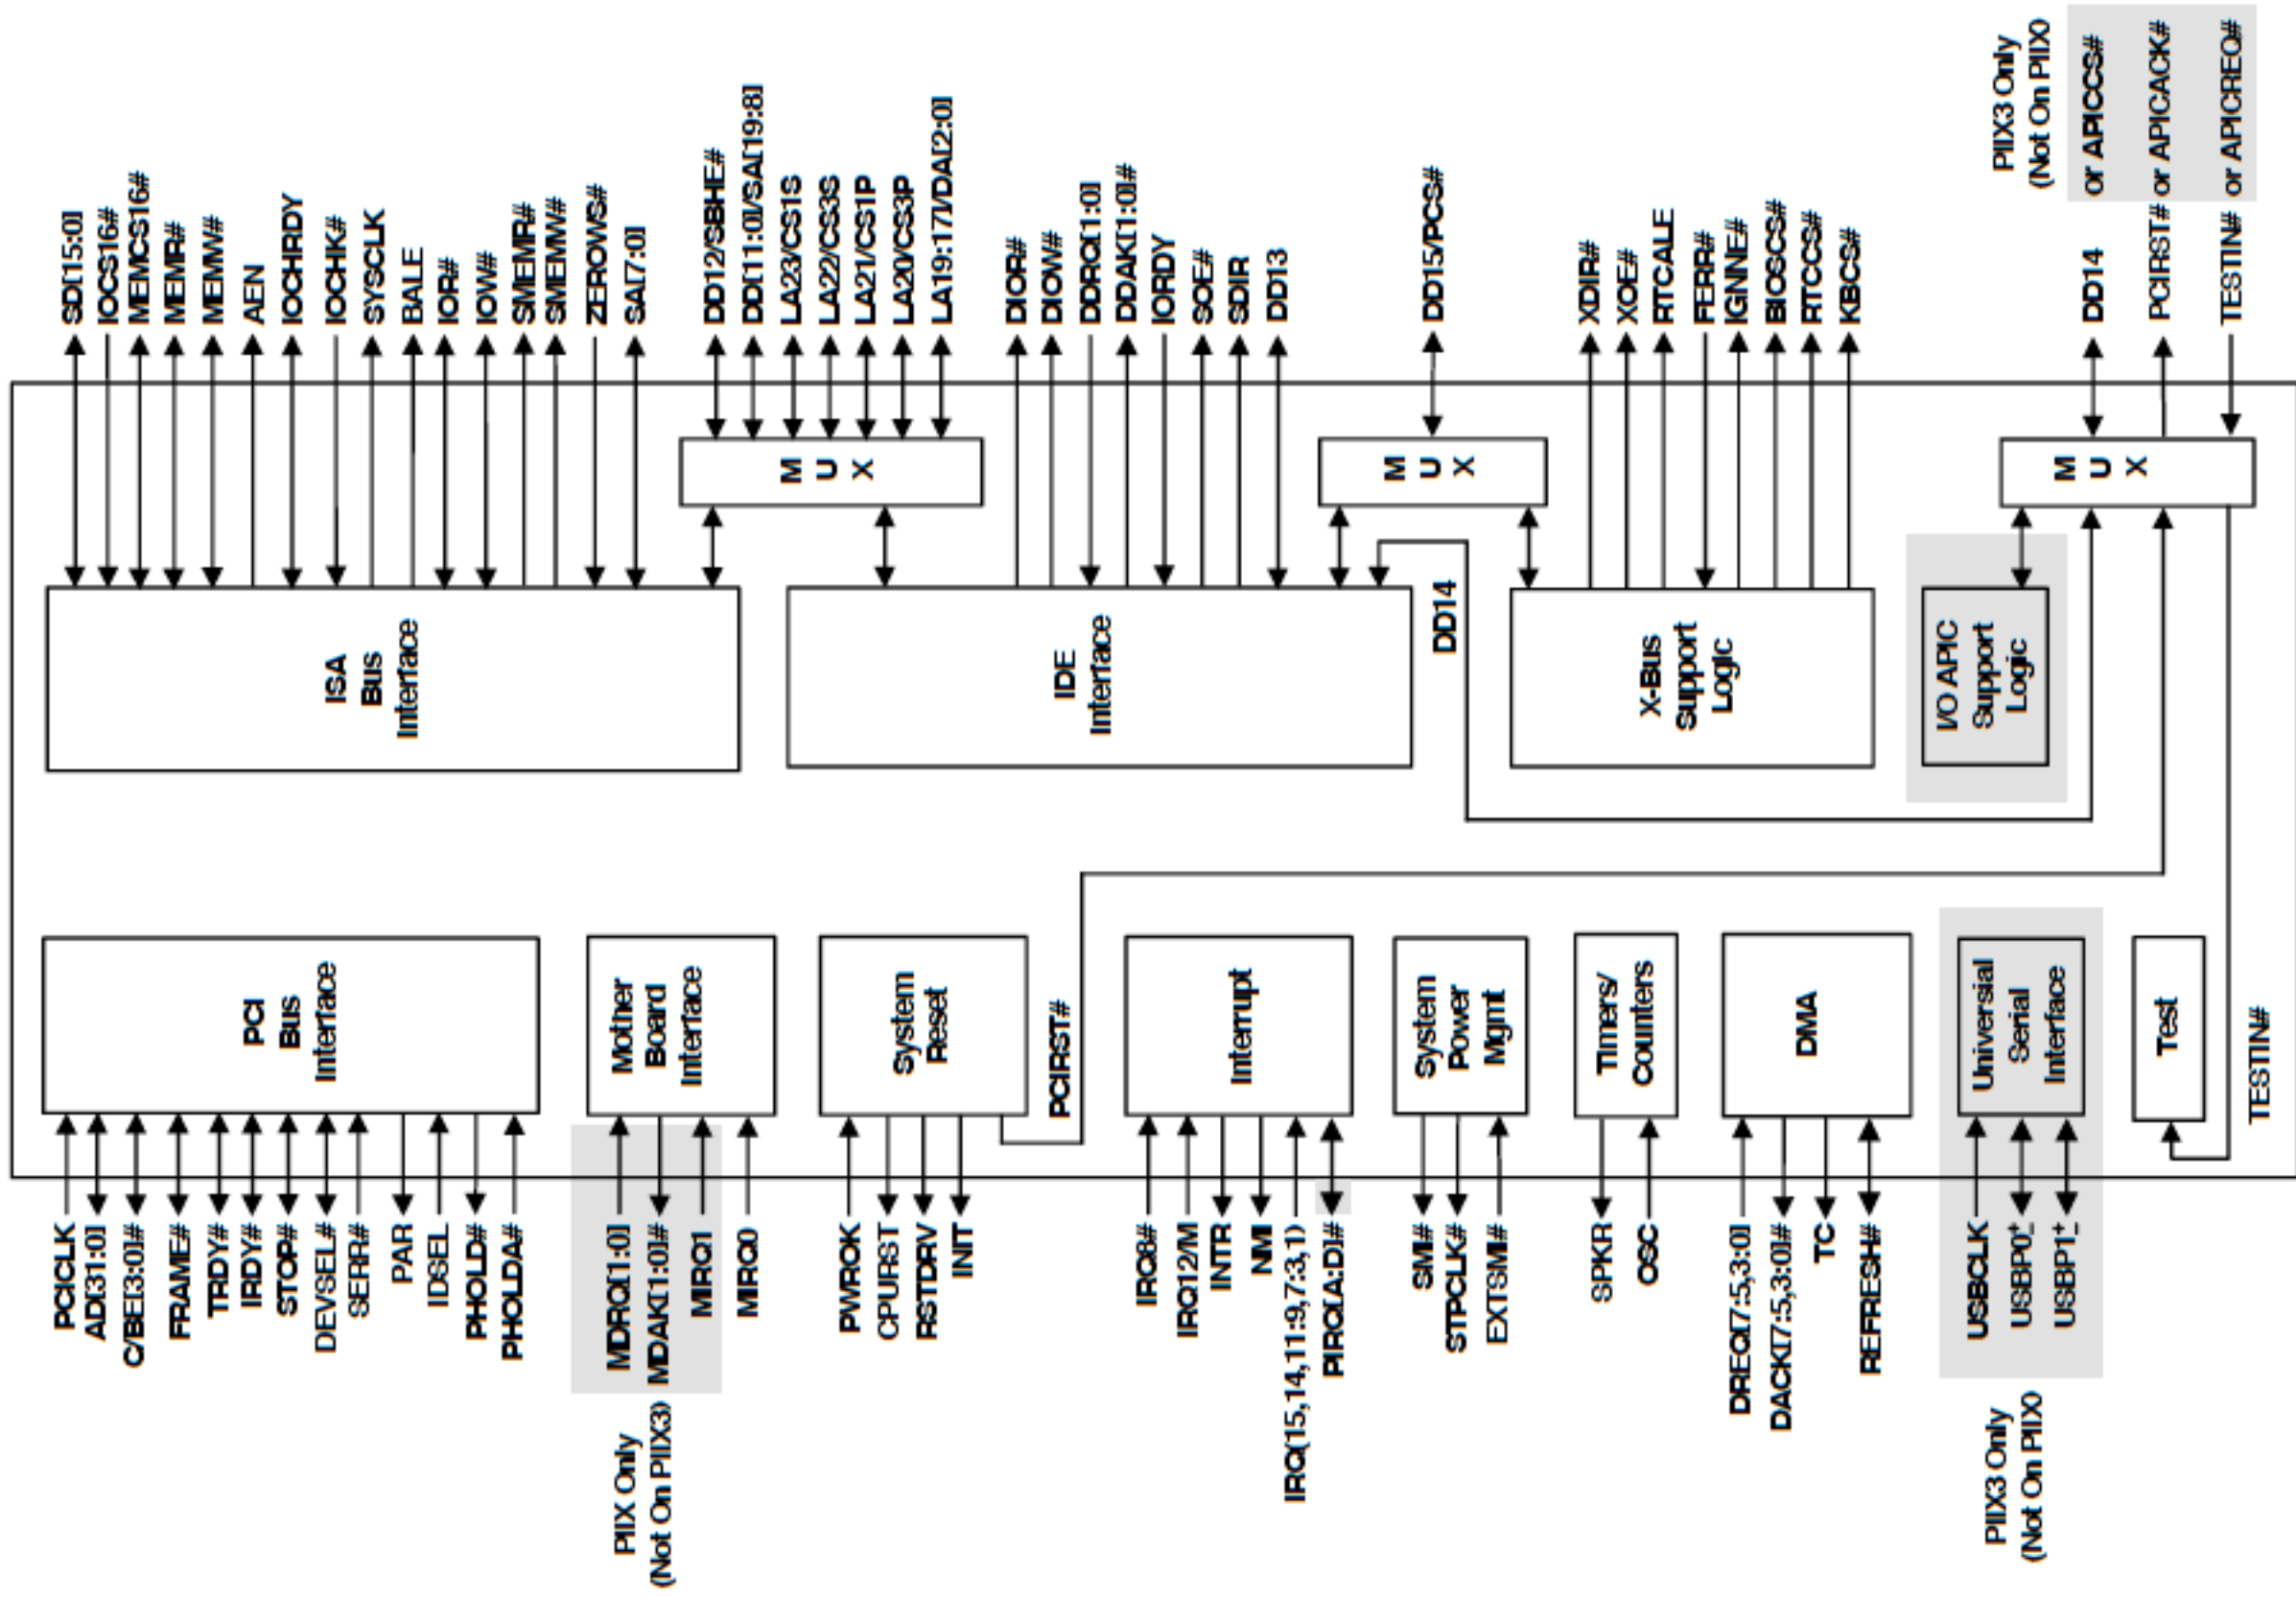 PCICLK
AD[31:0]
C/BE[3:0]#
FRAME#
TRDY#
IRDY#
STOP#
DEVSEL#
SERR#
PAR
IDSEL
PHOLD#
PHOLDA#
PCI
Bus
Interface
PIIX Only
(Not On PIIX3)
MDRQ[1:0]
MDAK[1:0]#
MIRQ1
MIRQ0
Mother
Board
Interface
PWROK
CPURST
RSTDRV
INIT
System
Reset
PCIRST#
IRQ8#
IRQ12/M
INTR
NMI
IRQ(15,14,11:9,7:3,1)
PIRQ[A:D]#
Interrupt
SMI#
STPCLK#
EXTSMI#
System
Power
Mgmt
SPKR
OSC
Timers/
Counters
DREQ[7:5,3:0]
DACK[7:5,3:0]#
TC
REFRESH#
DMA
PIIX3 Only
(Not On PIIX)
USBCLK
USBP0+
-
USBP1+
-
Universial
Serial
Interface
Test
TESTIN#
ISA
Bus
Interface
SD[15:0]
IOCS16#
MEMCS16#
MEMR#
MEMW#
AEN
IOCHRDY
IOCHK#
SYSCLK
BALE
IOR#
IOW#
SMEMR#
SMEMW#
ZEROWS#
SA[7:0]
M
U
X
DD12/SBHE#
DD[11:0]/SA[19:8]
LA23/CS1S
LA22/CS3S
LA21/CS1P
LA20/CS3P
LA19:17]/DA[2:0]
IDE
Interface
DIOR#
DIOW#
DDRQ[1:0]
DDAK[1:0]#
IORDY
SOE#
SDIR
DD13
DD14
M
U
X
DD15/PCS#
X-Bus
Support
Logic
XDIR#
XOE#
RTCALE
FERR#
IGNNE#
BIOSCS#
RTCCS#
KBCS#
I/O APIC
Support
Logic
M
U
X
PIIX3 Only
(Not On PIIX)
DD14 or APICCS#
PCIRST# or APICACK#
TESTIN# or APICREQ#